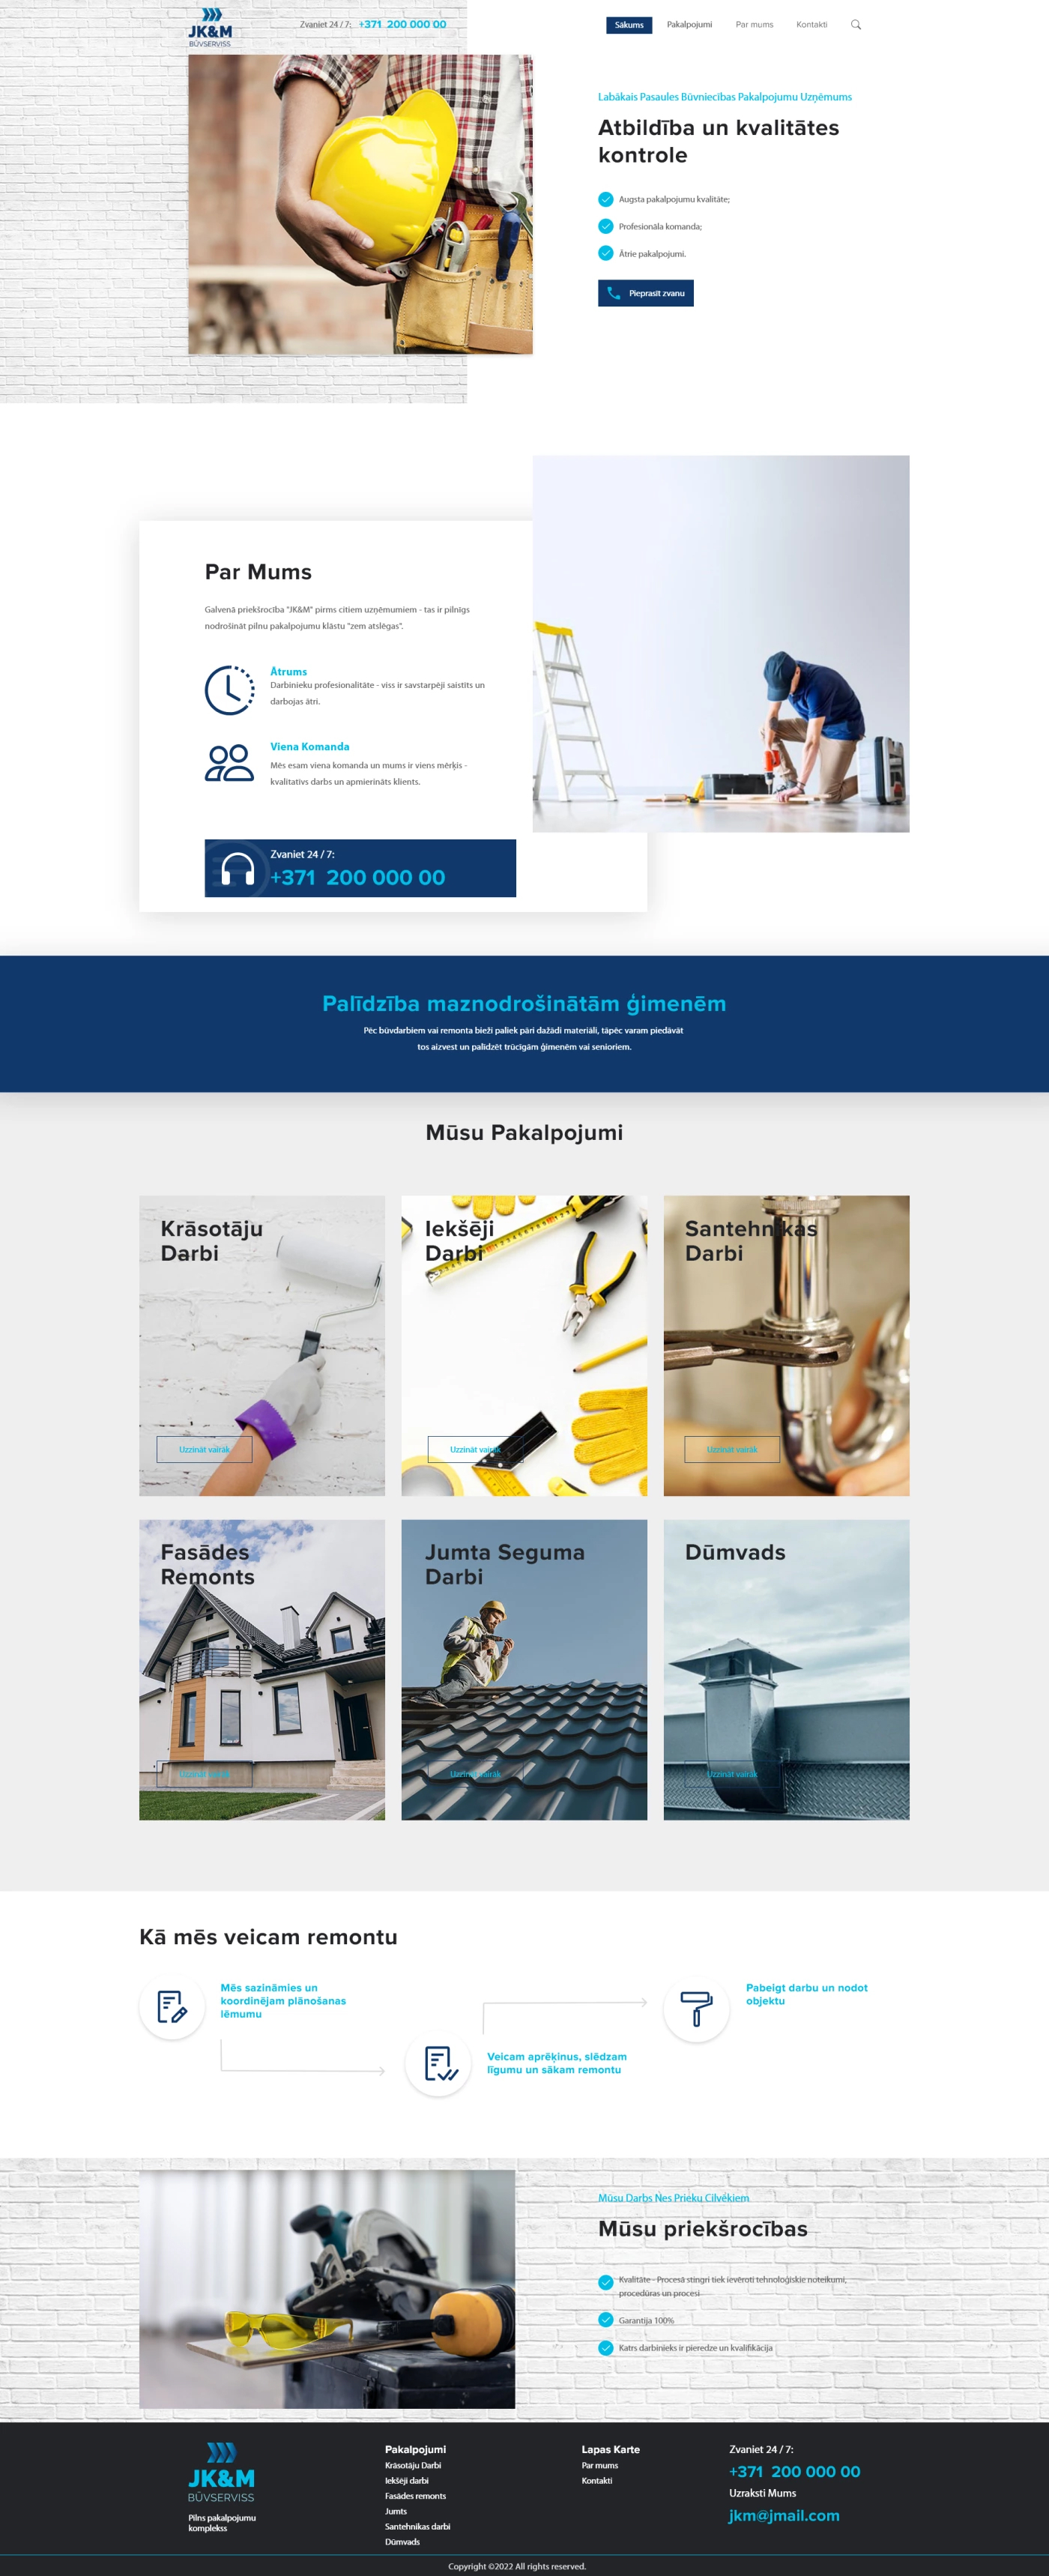 JK&M
BŪVSERVISS
Zvaniet 24 / 7: +371 200 000 00
Sākums Pakalpojumi Par mums Kontakti
Labākais Pasaules Būvniecības Pakalpojumu Uzņēmums
Atbildība un kvalitātes
kontrole
Augsta pakalpojumu kvalitāte;
Profesionāla komanda;
Ātrie pakalpojumi.
Pieprasīt zvanu
Par Mums
Galvenā priekšrocība "JK&M" pirms citiem uzņēmumiem - tas ir pilnīgs
nodrošināt pilnu pakalpojumu klāstu "zem atslēgas".
Ātrums
Darbinieku profesionalitāte - viss ir savstarpēji saistīts un
darbojas ātri.
Viena Komanda
Mēs esam viena komanda un mums ir viens mērķis -
kvalitatīvs darbs un apmierināts klients.
Zvaniet 24 / 7:
+371 200 000 00
Palīdzība maznodrošinātām ģimenēm
Pēc būvdarbiem vai remonta bieži paliek pāri dažādi materiāli, tāpēc varam piedāvāt
tos aizvest un palīdzēt trūcīgām ģimenēm vai senioriem.
Mūsu Pakalpojumi
Krāsotāju
Darbi
Uzzināt vairāk
Iekšēji
Darbi
Uzzināt vairāk
Santehnikas
Darbi
Uzzināt vairāk
Fasādes
Remonts
Uzzināt vairāk
Jumta Seguma
Darbi
Uzzināt vairāk
Dūmvads
Uzzināt vairāk
Kā mēs veicam remontu
Mēs sazināmies un
koordinējam plānošanas
lēmumu
Veicam aprēķinus, slēdzam
līgumu un sākam remontu
Pabeigt darbu un nodot
objektu
Mūsu Darbs Nes Prieku Cilvēkiem
Mūsu priekšrocības
Kvalitāte - Procesā stingri tiek ievēroti tehnoloģiskie noteikumi,
procedūras un procesi
Garantija 100%
Katrs darbinieks ir pieredze un kvalifikācija
JK&M
BŪVSERVISS
Pilns pakalpojumu
komplekss
Pakalpojumi
Krāsotāju Darbi
Iekšēji darbi
Fasādes remonts
Jumts
Santehnikas darbi
Dūmvads
Lapas Karte
Par mums
Kontakti
Zvaniet 24 / 7:
+371 200 000 00
Uzraksti Mums
jkm@jmail.com
Copyright ©2022 All rights reserved.